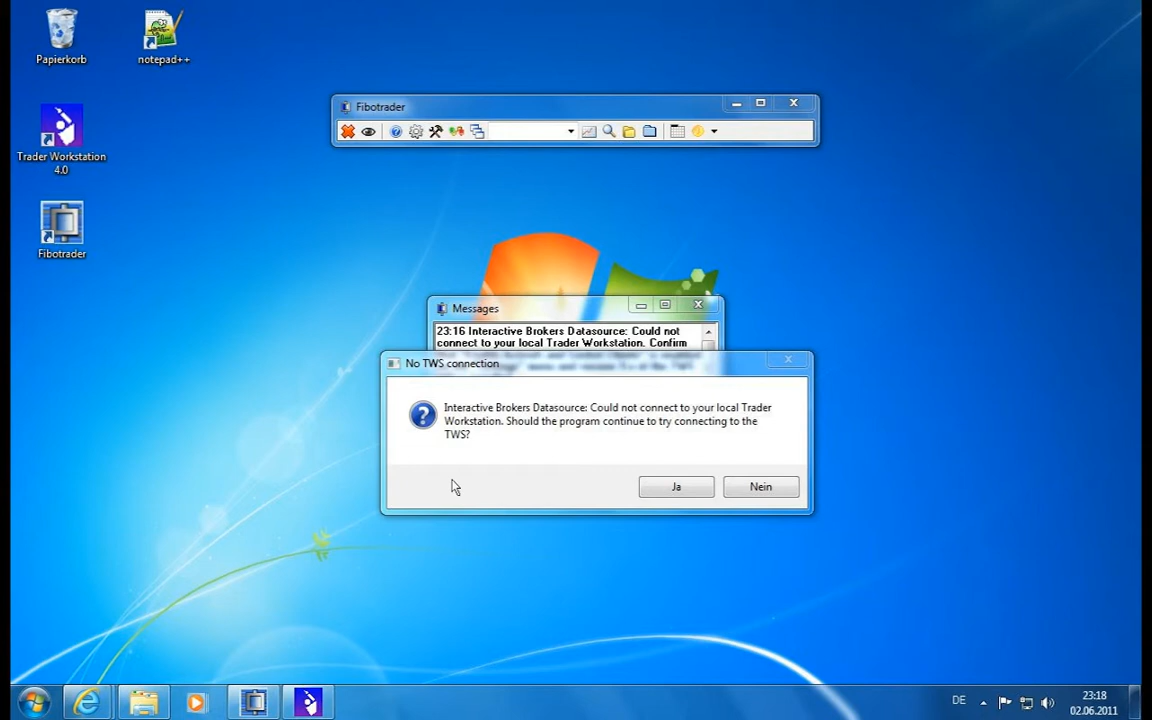 Papierkorb
notepad++
Trader Workstation
4.0
Fibotrader
Fibotrader
Messages
23:16 Interactive Brokers Datasource: Could not
connect to your local Trader Workstation. Confirm
No TWS connection
Interactive Brokers Datasource: Could not connect to your local Trader
Workstation. Should the program continue to try connecting to the
TWS?
Ja
Nein
DE
23:18
02.06.2011